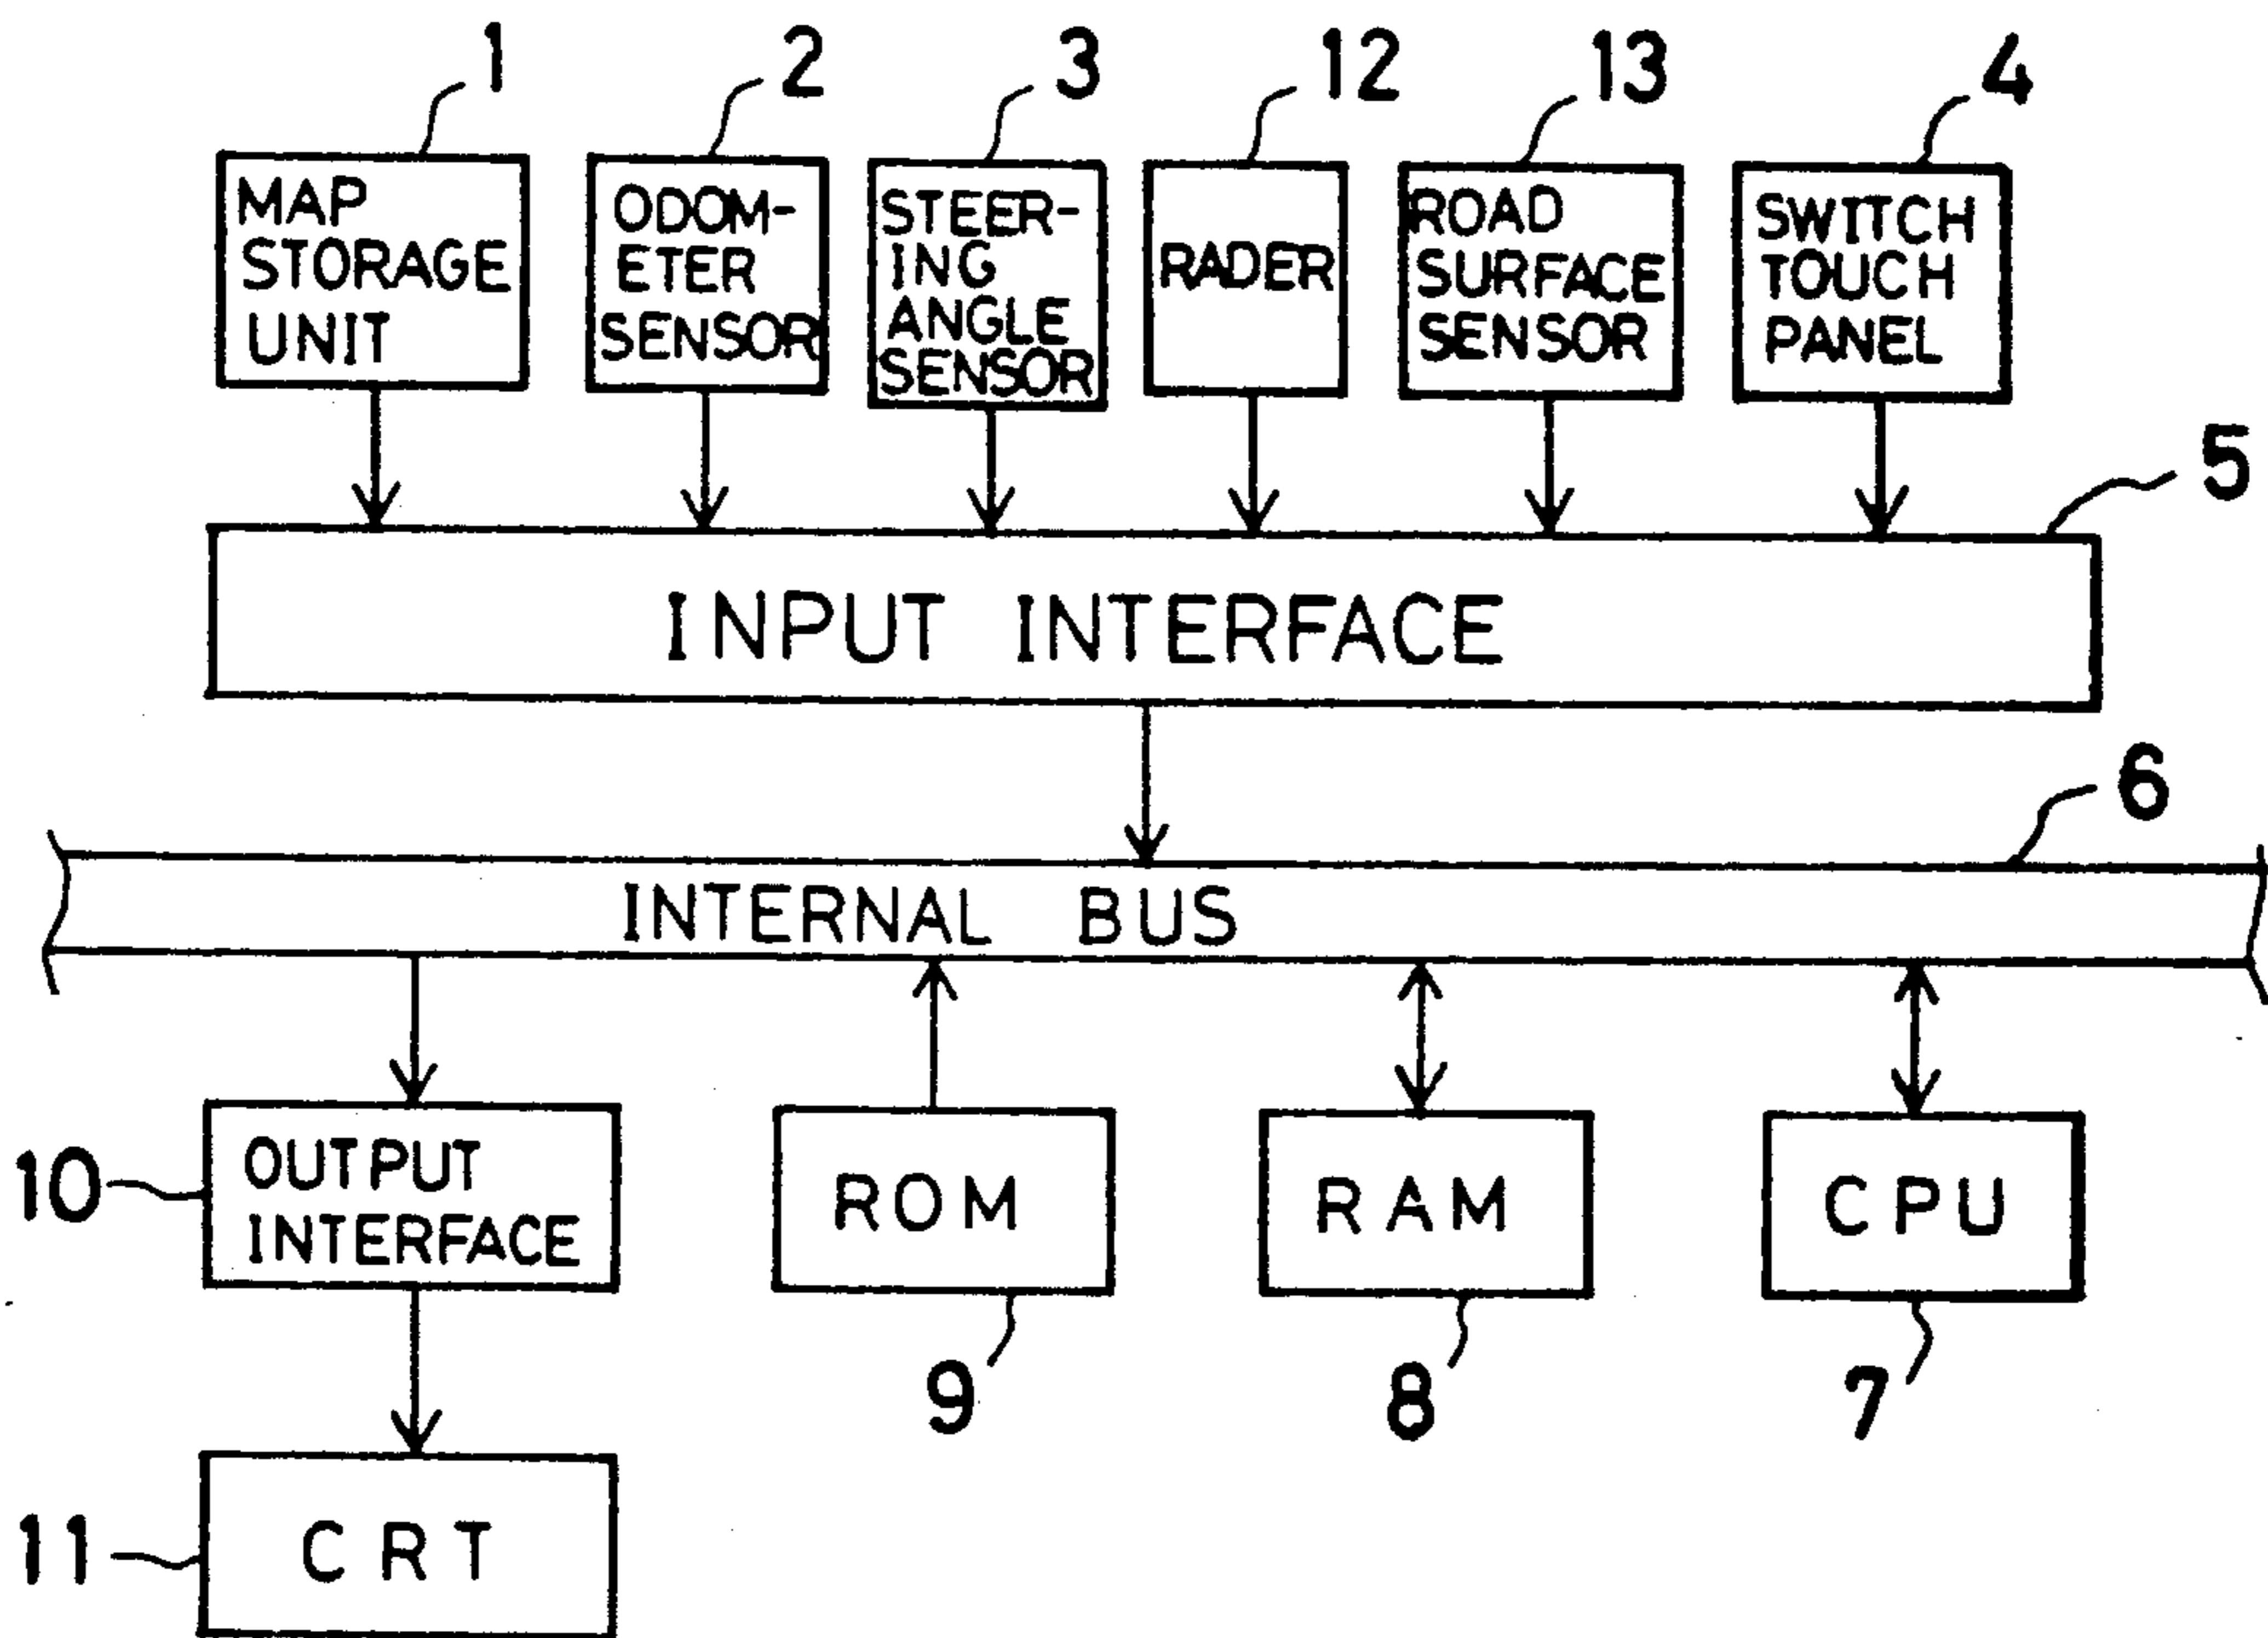 1
2
3
12
13
4
MAP
STORAGE
UNIT
ODOM-
ETER
SENSOR
STEER-
ING
ANGLE
SENSOR
RADER
ROAD
SURFACE
SENSOR
SWITCH
TOUCH
PANEL
5
INPUT INTERFACE
6
INTERNAL BUS
10
OUTPUT
INTERFACE
ROM
RAM
CPU
9
8
7
11
CRT